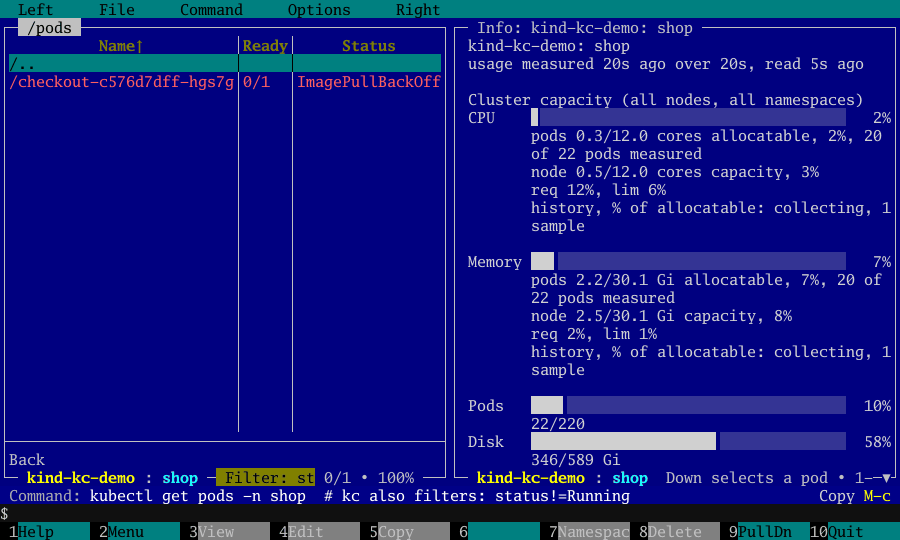 Left File Command Options Right
/pods
Name↑ Ready Status
/..
/checkout-c576d7dff-hgs7g 0/1 ImagePullBackOff
Back
kind-kc-demo : shop Filter: st 0/1 • 100%
Info: kind-kc-demo: shop
kind-kc-demo: shop
usage measured 20s ago over 20s, read 5s ago
Cluster capacity (all nodes, all namespaces)
CPU 2%
pods 0.3/12.0 cores allocatable, 2%, 20
of 22 pods measured
node 0.5/12.0 cores capacity, 3%
req 12%, lim 6%
history, % of allocatable: collecting, 1
sample
Memory 7%
pods 2.2/30.1 Gi allocatable, 7%, 20 of
22 pods measured
node 2.5/30.1 Gi capacity, 8%
req 2%, lim 1%
history, % of allocatable: collecting, 1
sample
Pods 10%
22/220
Disk 58%
346/589 Gi
kind-kc-demo : shop Down selects a pod • 1-–▼
Command: kubectl get pods -n shop # kc also filters: status!=Running Copy M-c
$
1Help 2Menu 3View 4Edit 5Copy 6 7Namespac 8Delete 9PullDn 10Quit